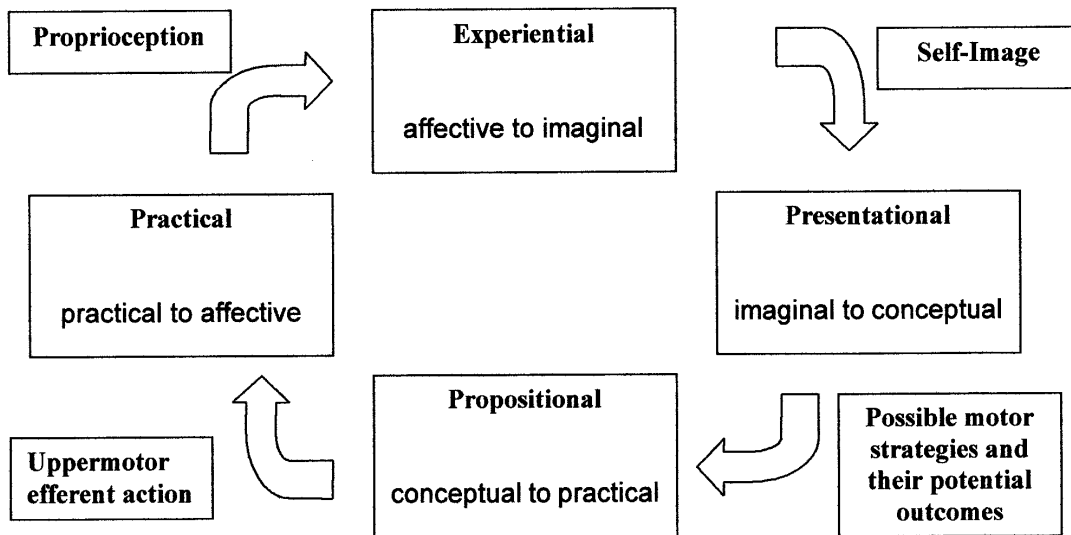 Proprioception
Experiential
affective to imaginal
Self-Image
Practical
practical to affective
Presentational
imaginal to conceptual
Propositional
conceptual to practical
Uppermotor
efferent action
Possible motor
strategies and
their potential
outcomes